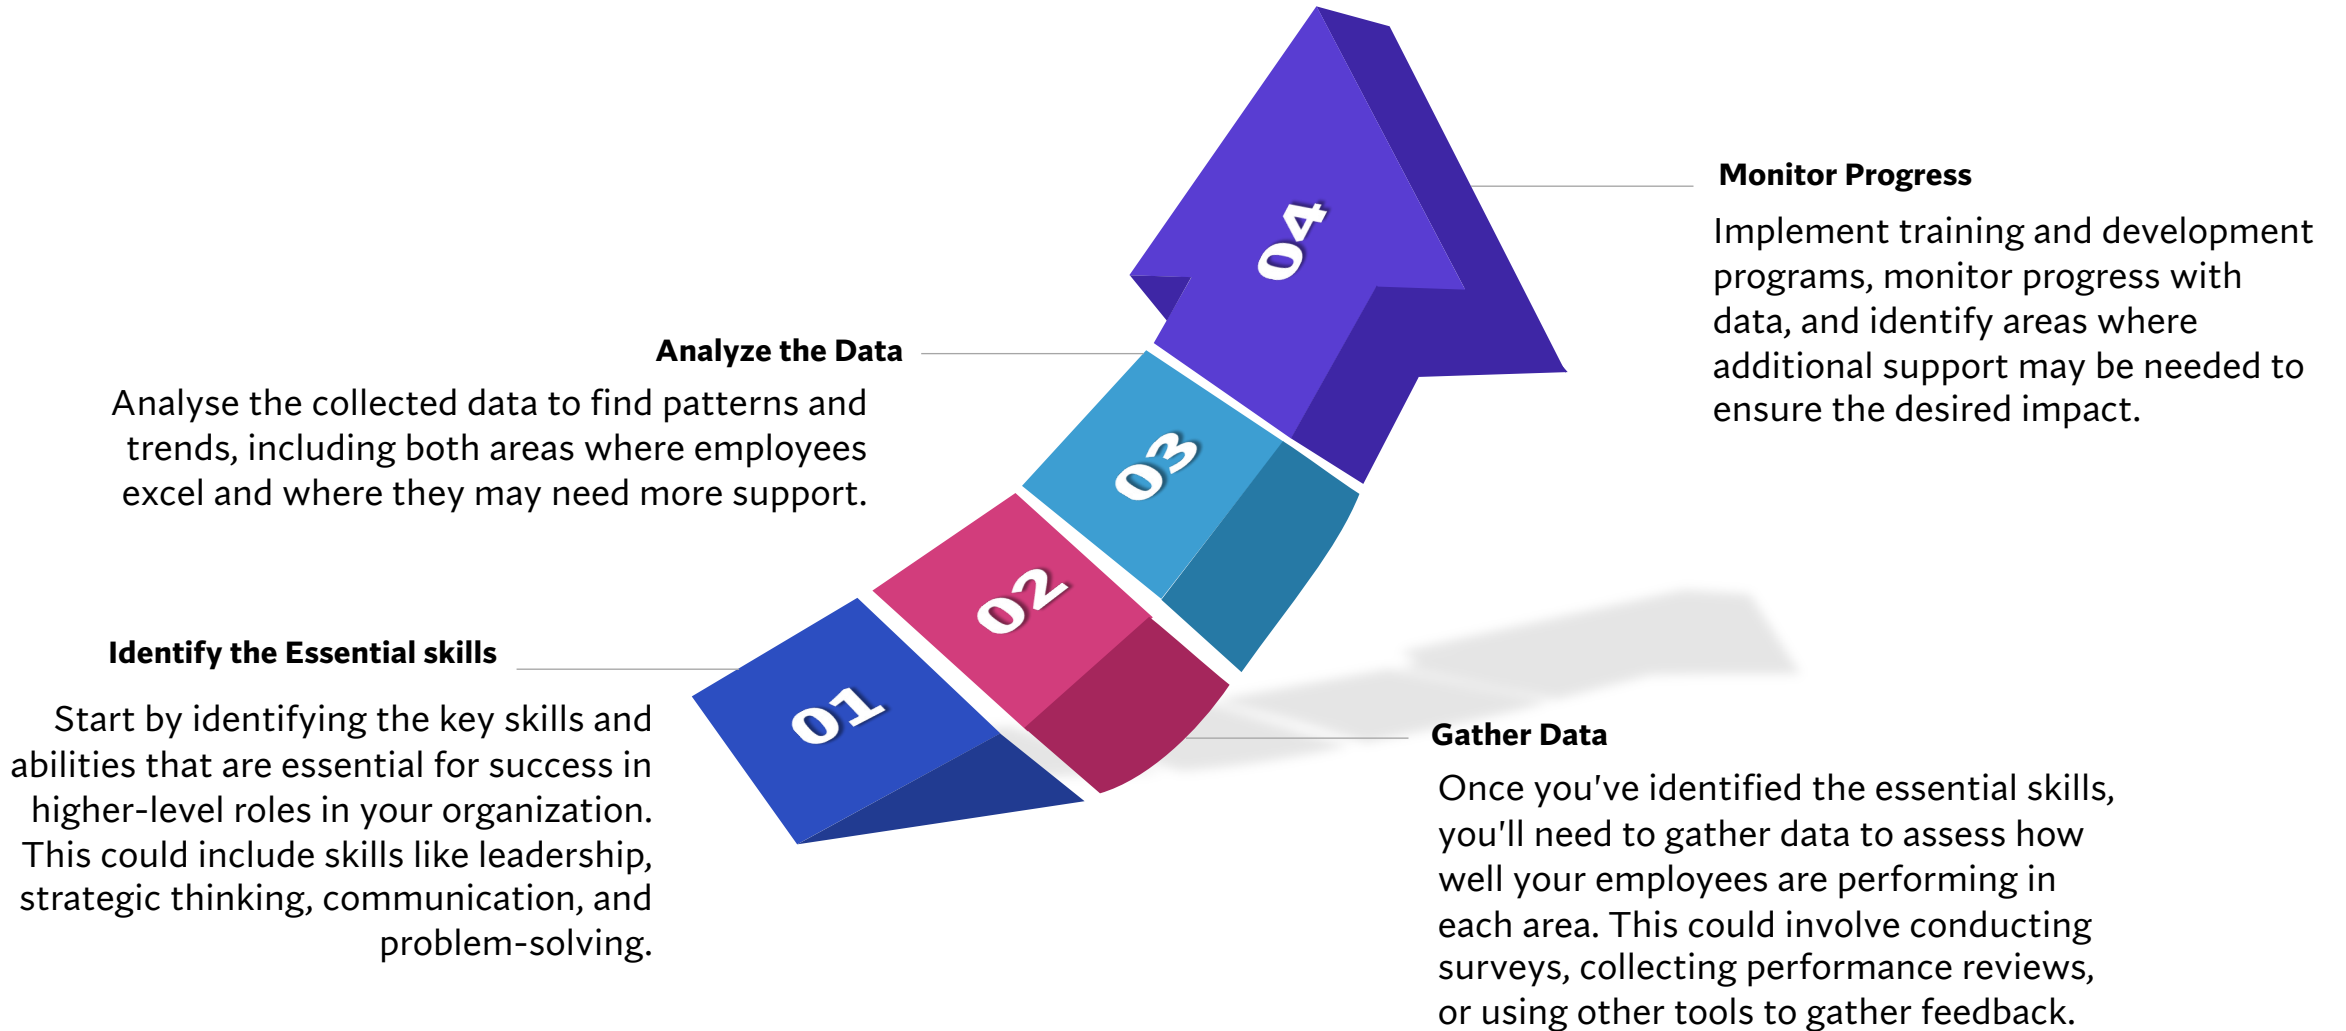 01
Identify the Essential skills
Start by identifying the key skills and
abilities that are essential for success in
higher-level roles in your organization.
This could include skills like leadership,
strategic thinking, communication, and
problem-solving.
02
Gather Data
Once you've identified the essential skills,
you'll need to gather data to assess how
well your employees are performing in
each area. This could involve conducting
surveys, collecting performance reviews,
or using other tools to gather feedback.
03
Analyze the Data
Analyse the collected data to find patterns and
trends, including both areas where employees
excel and where they may need more support.
04
Monitor Progress
Implement training and development
programs, monitor progress with
data, and identify areas where
additional support may be needed to
ensure the desired impact.